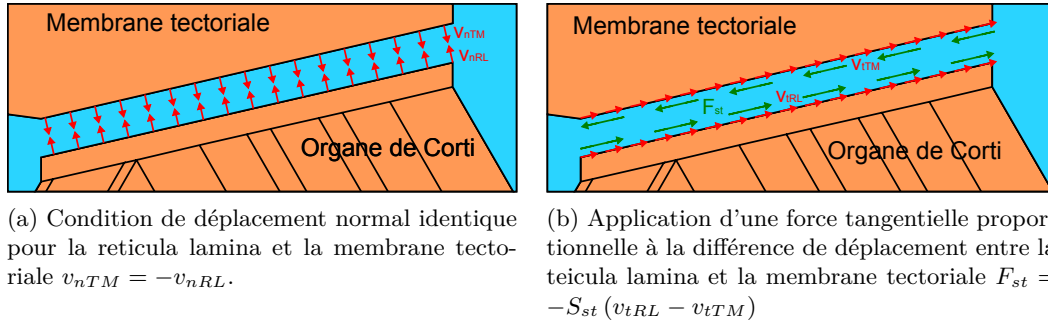 Membrane tectoriale
VnTM
VnRL
Organe de Corti
Membrane tectoriale
VtTM
Fst
VtRL
Organe de Corti
(a) Condition de déplacement normal identique
pour la reticula lamina et la membrane tecto-
riale vnTM = −vnRL.
(b) Application d'une force tangentielle propor-
tionnelle à la différence de déplacement entre la
teicula lamina et la membrane tectoriale Fst =
−Sst (vtRL − vtTM)